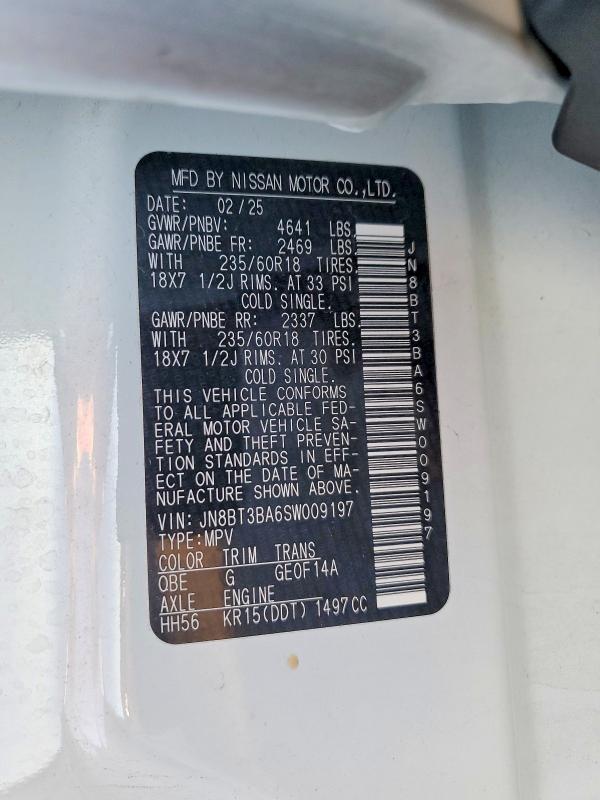 MFD BY NISSAN MOTOR CO.,LTD.
DATE: 02/25
GVWR/PNBV: 4641 LBS.
GAWR/PNBE FR: 2469 LBS.
WITH 235/60R18 TIRES.
18X7 1/2J RIMS. AT 33 PSI
COLD SINGLE.
GAWR/PNBE RR: 2337 LBS.
WITH 235/60R18 TIRES.
18X7 1/2J RIMS. AT 30 PSI
COLD SINGLE.
THIS VEHICLE CONFORMS
TO ALL APPLICABLE FED-
ERAL MOTOR VEHICLE SA-
FETY AND THEFT PREVEN-
TION STANDARDS IN EFF-
ECT ON THE DATE OF MA-
NUFACTURE SHOWN ABOVE.
VIN: JN8BT3BA6SW009197
TYPE:MPV
COLOR TRIM TRANS
QBE G GE0F14A
AXLE ENGINE
HH56 KR15(DDT) 1497CC
JN8BT3BA6SW009197